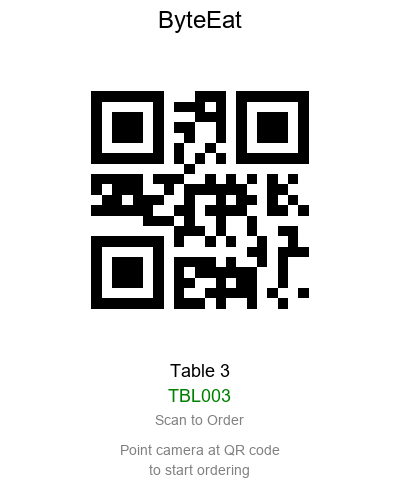 ByteEat
Table 3
TBL003
Scan to Order
Point camera at QR code
to start ordering